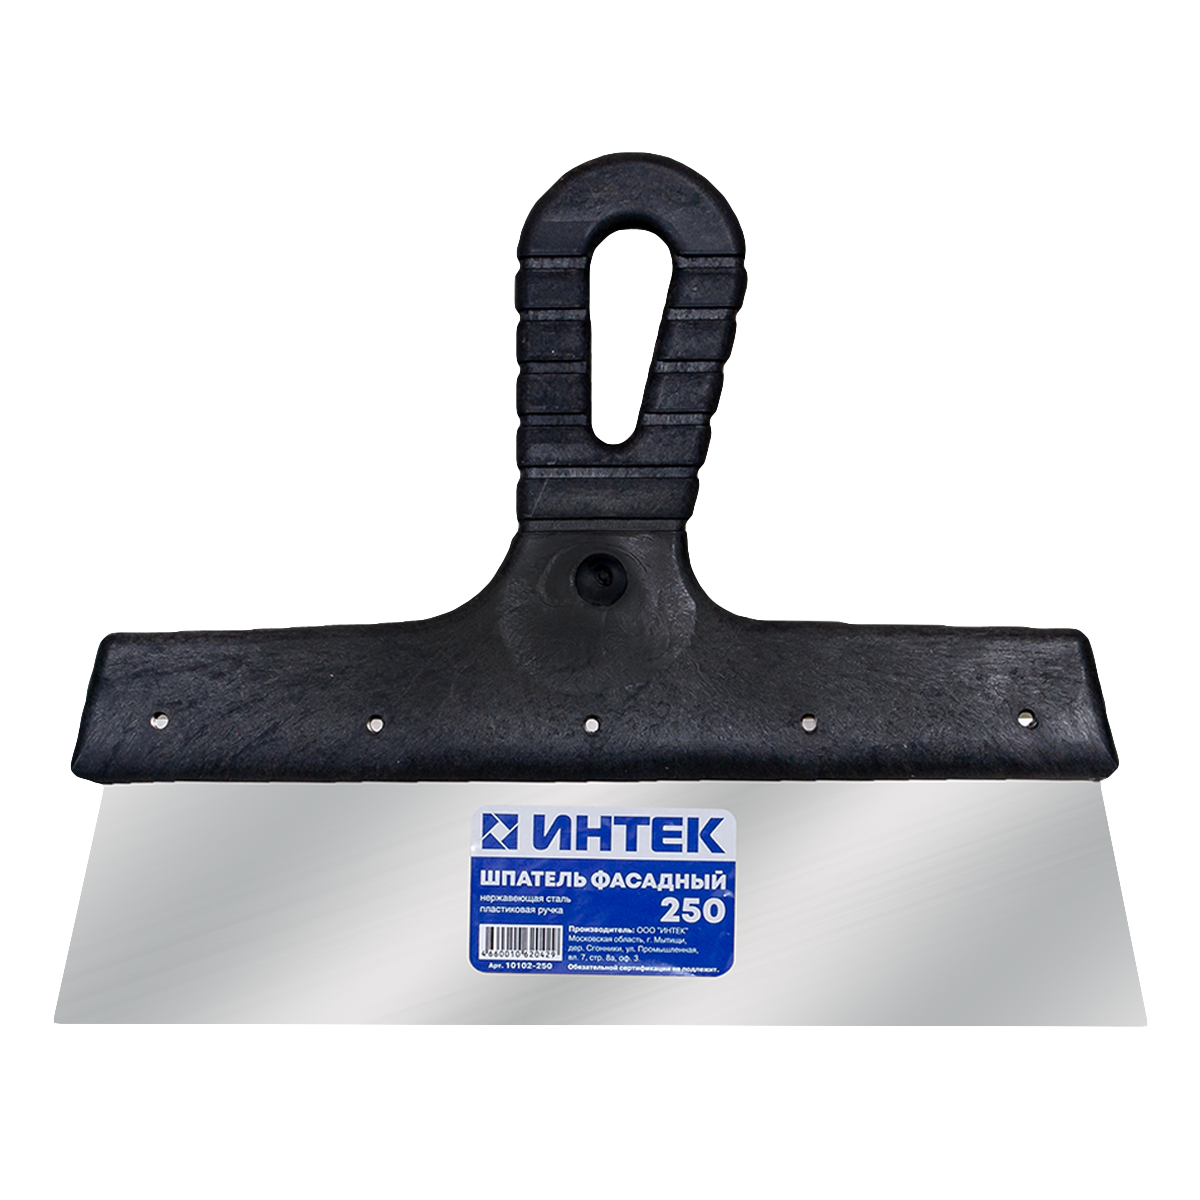 ИНТЕК
ШПАТЕЛЬ ФАСАДНЫЙ
нержавеющая сталь
пластиковая ручка
250
Производитель: ООО "ИНТЕК"
Московская область, г. Мытищи,
дер. Сгонники, ул. Промышленная,
вл. 7, стр. 8а, оф. 3.
Обязательной сертификации не подлежит.
4660010620429
Арт. 10102-250